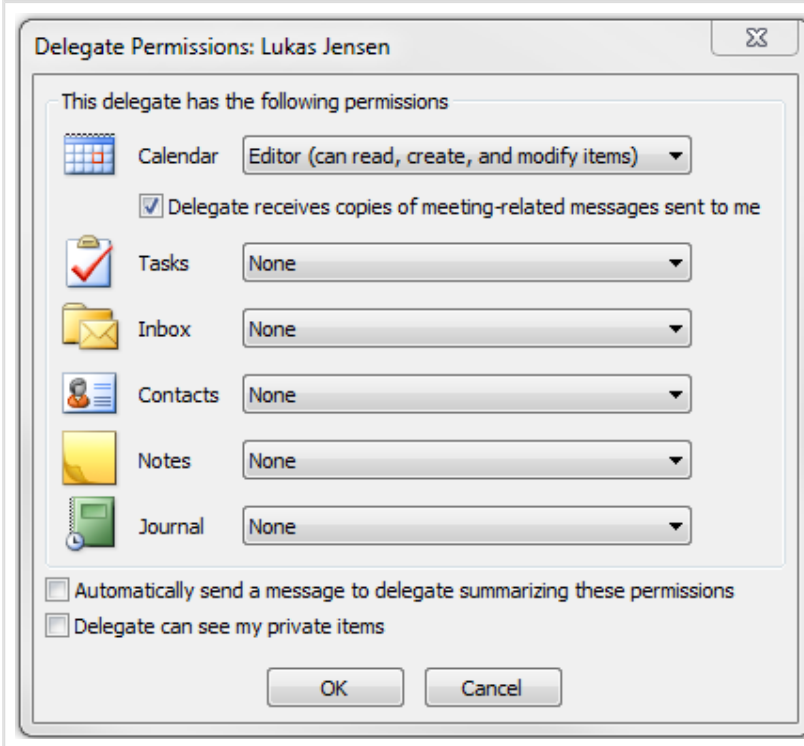 Delegate Permissions: Lukas Jensen
This delegate has the following permissions
Calendar Editor (can read, create, and modify items)
Delegate receives copies of meeting-related messages sent to me
Tasks None
Inbox None
Contacts None
Notes None
Journal None
Automatically send a message to delegate summarizing these permissions
Delegate can see my private items
OK Cancel